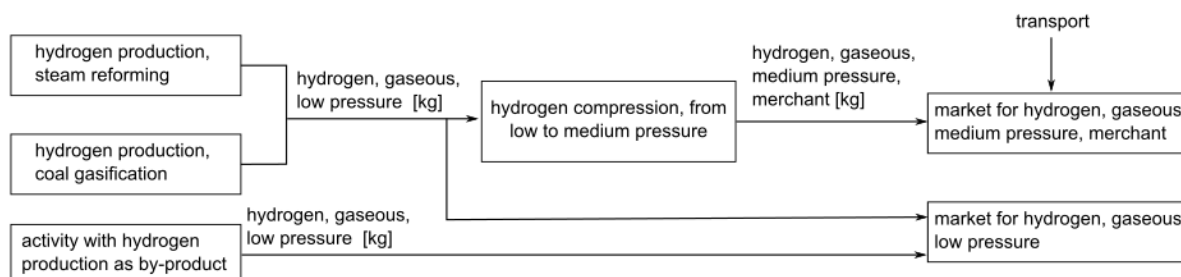 transport
hydrogen production,
steam reforming
hydrogen, gaseous,
low pressure [kg]
hydrogen, gaseous,
medium pressure,
merchant [kg]
hydrogen compression, from
low to medium pressure
market for hydrogen, gaseous
medium pressure, merchant
hydrogen production,
coal gasification
hydrogen, gaseous,
low pressure [kg]
activity with hydrogen
production as by-product
market for hydrogen, gaseous
low pressure